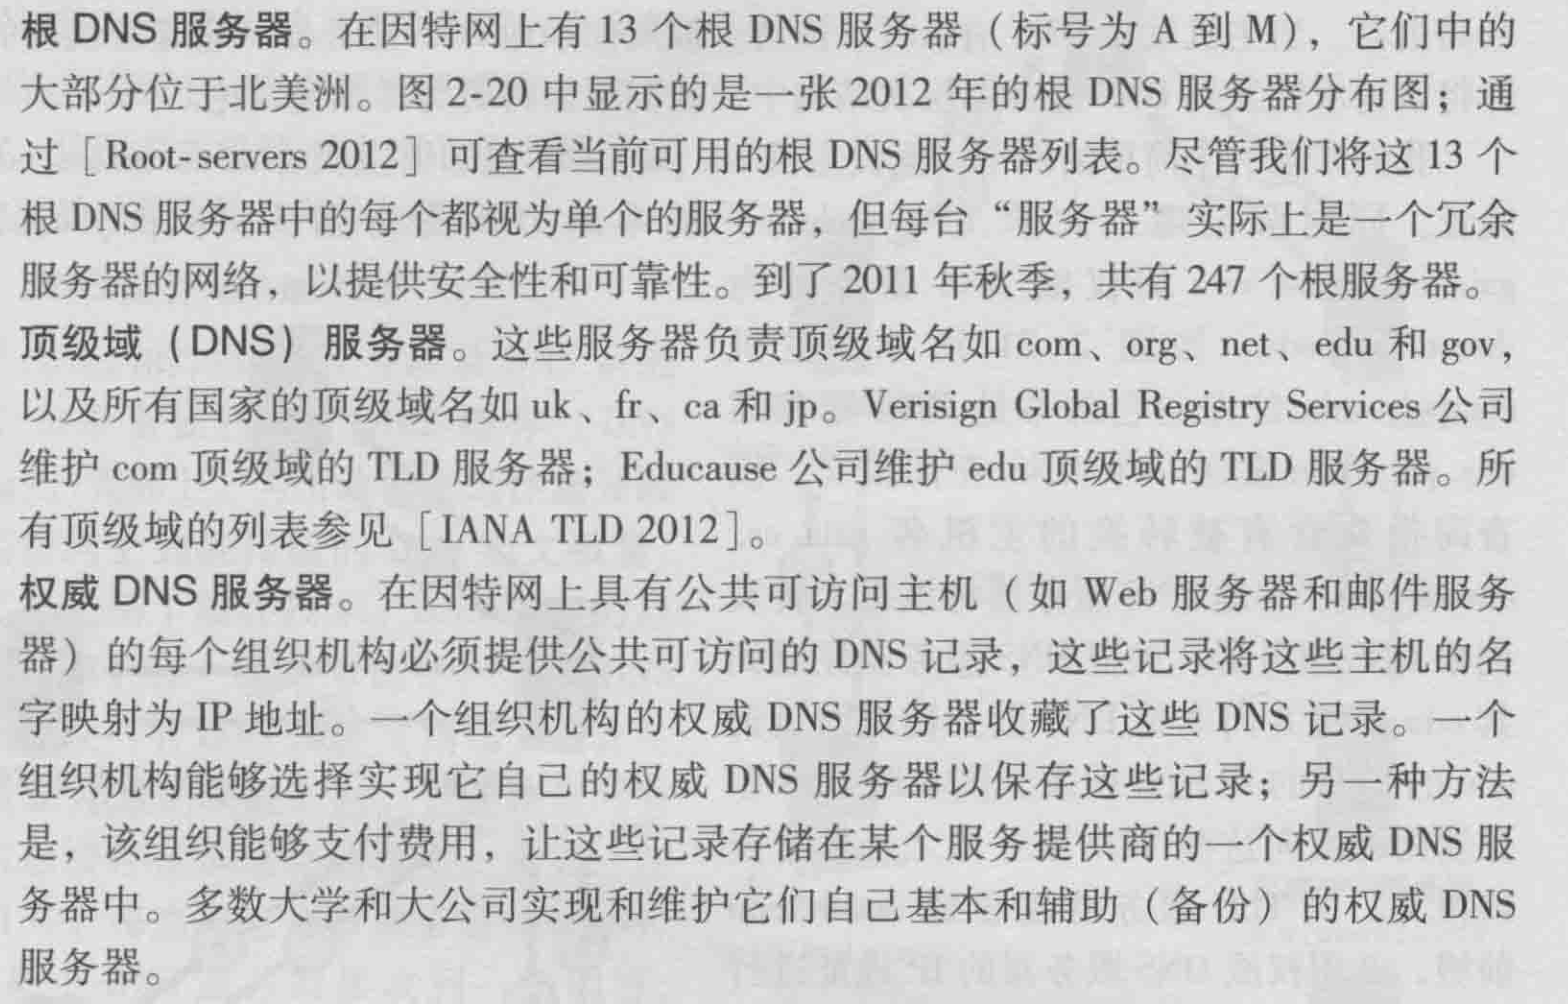 根 DNS 服务器。在因特网上有 13 个根 DNS 服务器（标号为 A 到 M），它们中的
大部分位于北美洲。图 2-20 中显示的是一张 2012 年的根 DNS 服务器分布图；通
过［Root-servers 2012］可查看当前可用的根 DNS 服务器列表。尽管我们将这 13 个
根 DNS 服务器中的每个都视为单个的服务器，但每台“服务器”实际上是一个冗余
服务器的网络，以提供安全性和可靠性。到了 2011 年秋季，共有 247 个根服务器。
顶级域（DNS）服务器。这些服务器负责顶级域名如 com、org、net、edu 和 gov，
以及所有国家的顶级域名如 uk、fr、ca 和 jp。Verisign Global Registry Services 公司
维护 com 顶级域的 TLD 服务器；Educause 公司维护 edu 顶级域的 TLD 服务器。所
有顶级域的列表参见［IANA TLD 2012］。
权威 DNS 服务器。在因特网上具有公共可访问主机（如 Web 服务器和邮件服务
器）的每个组织机构必须提供公共可访问的 DNS 记录，这些记录将这些主机的名
字映射为 IP 地址。一个组织机构的权威 DNS 服务器收藏了这些 DNS 记录。一个
组织机构能够选择实现它自己的权威 DNS 服务器以保存这些记录；另一种方法
是，该组织能够支付费用，让这些记录存储在某个服务提供商的一个权威 DNS 服
务器中。多数大学和大公司实现和维护它们自己基本和辅助（备份）的权威 DNS
服务器。